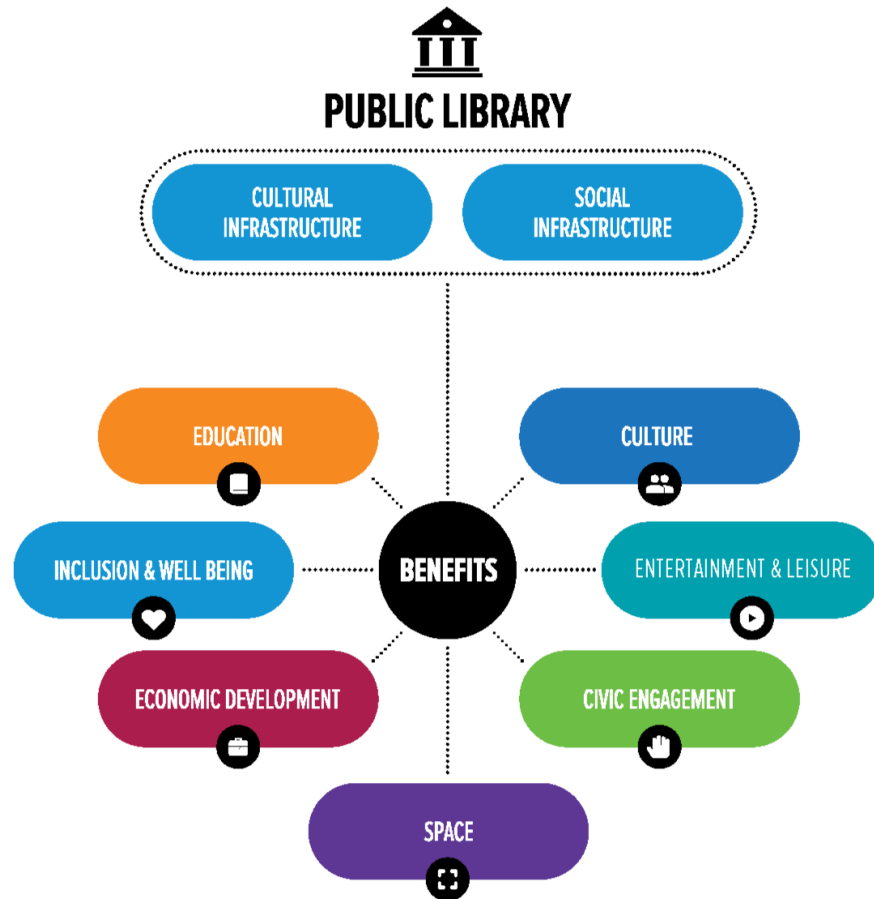 PUBLIC LIBRARY
CULTURAL
INFRASTRUCTURE
SOCIAL
INFRASTRUCTURE
EDUCATION
CULTURE
INCLUSION & WELL BEING
BENEFITS
ENTERTAINMENT & LEISURE
ECONOMIC DEVELOPMENT
CIVIC ENGAGEMENT
SPACE